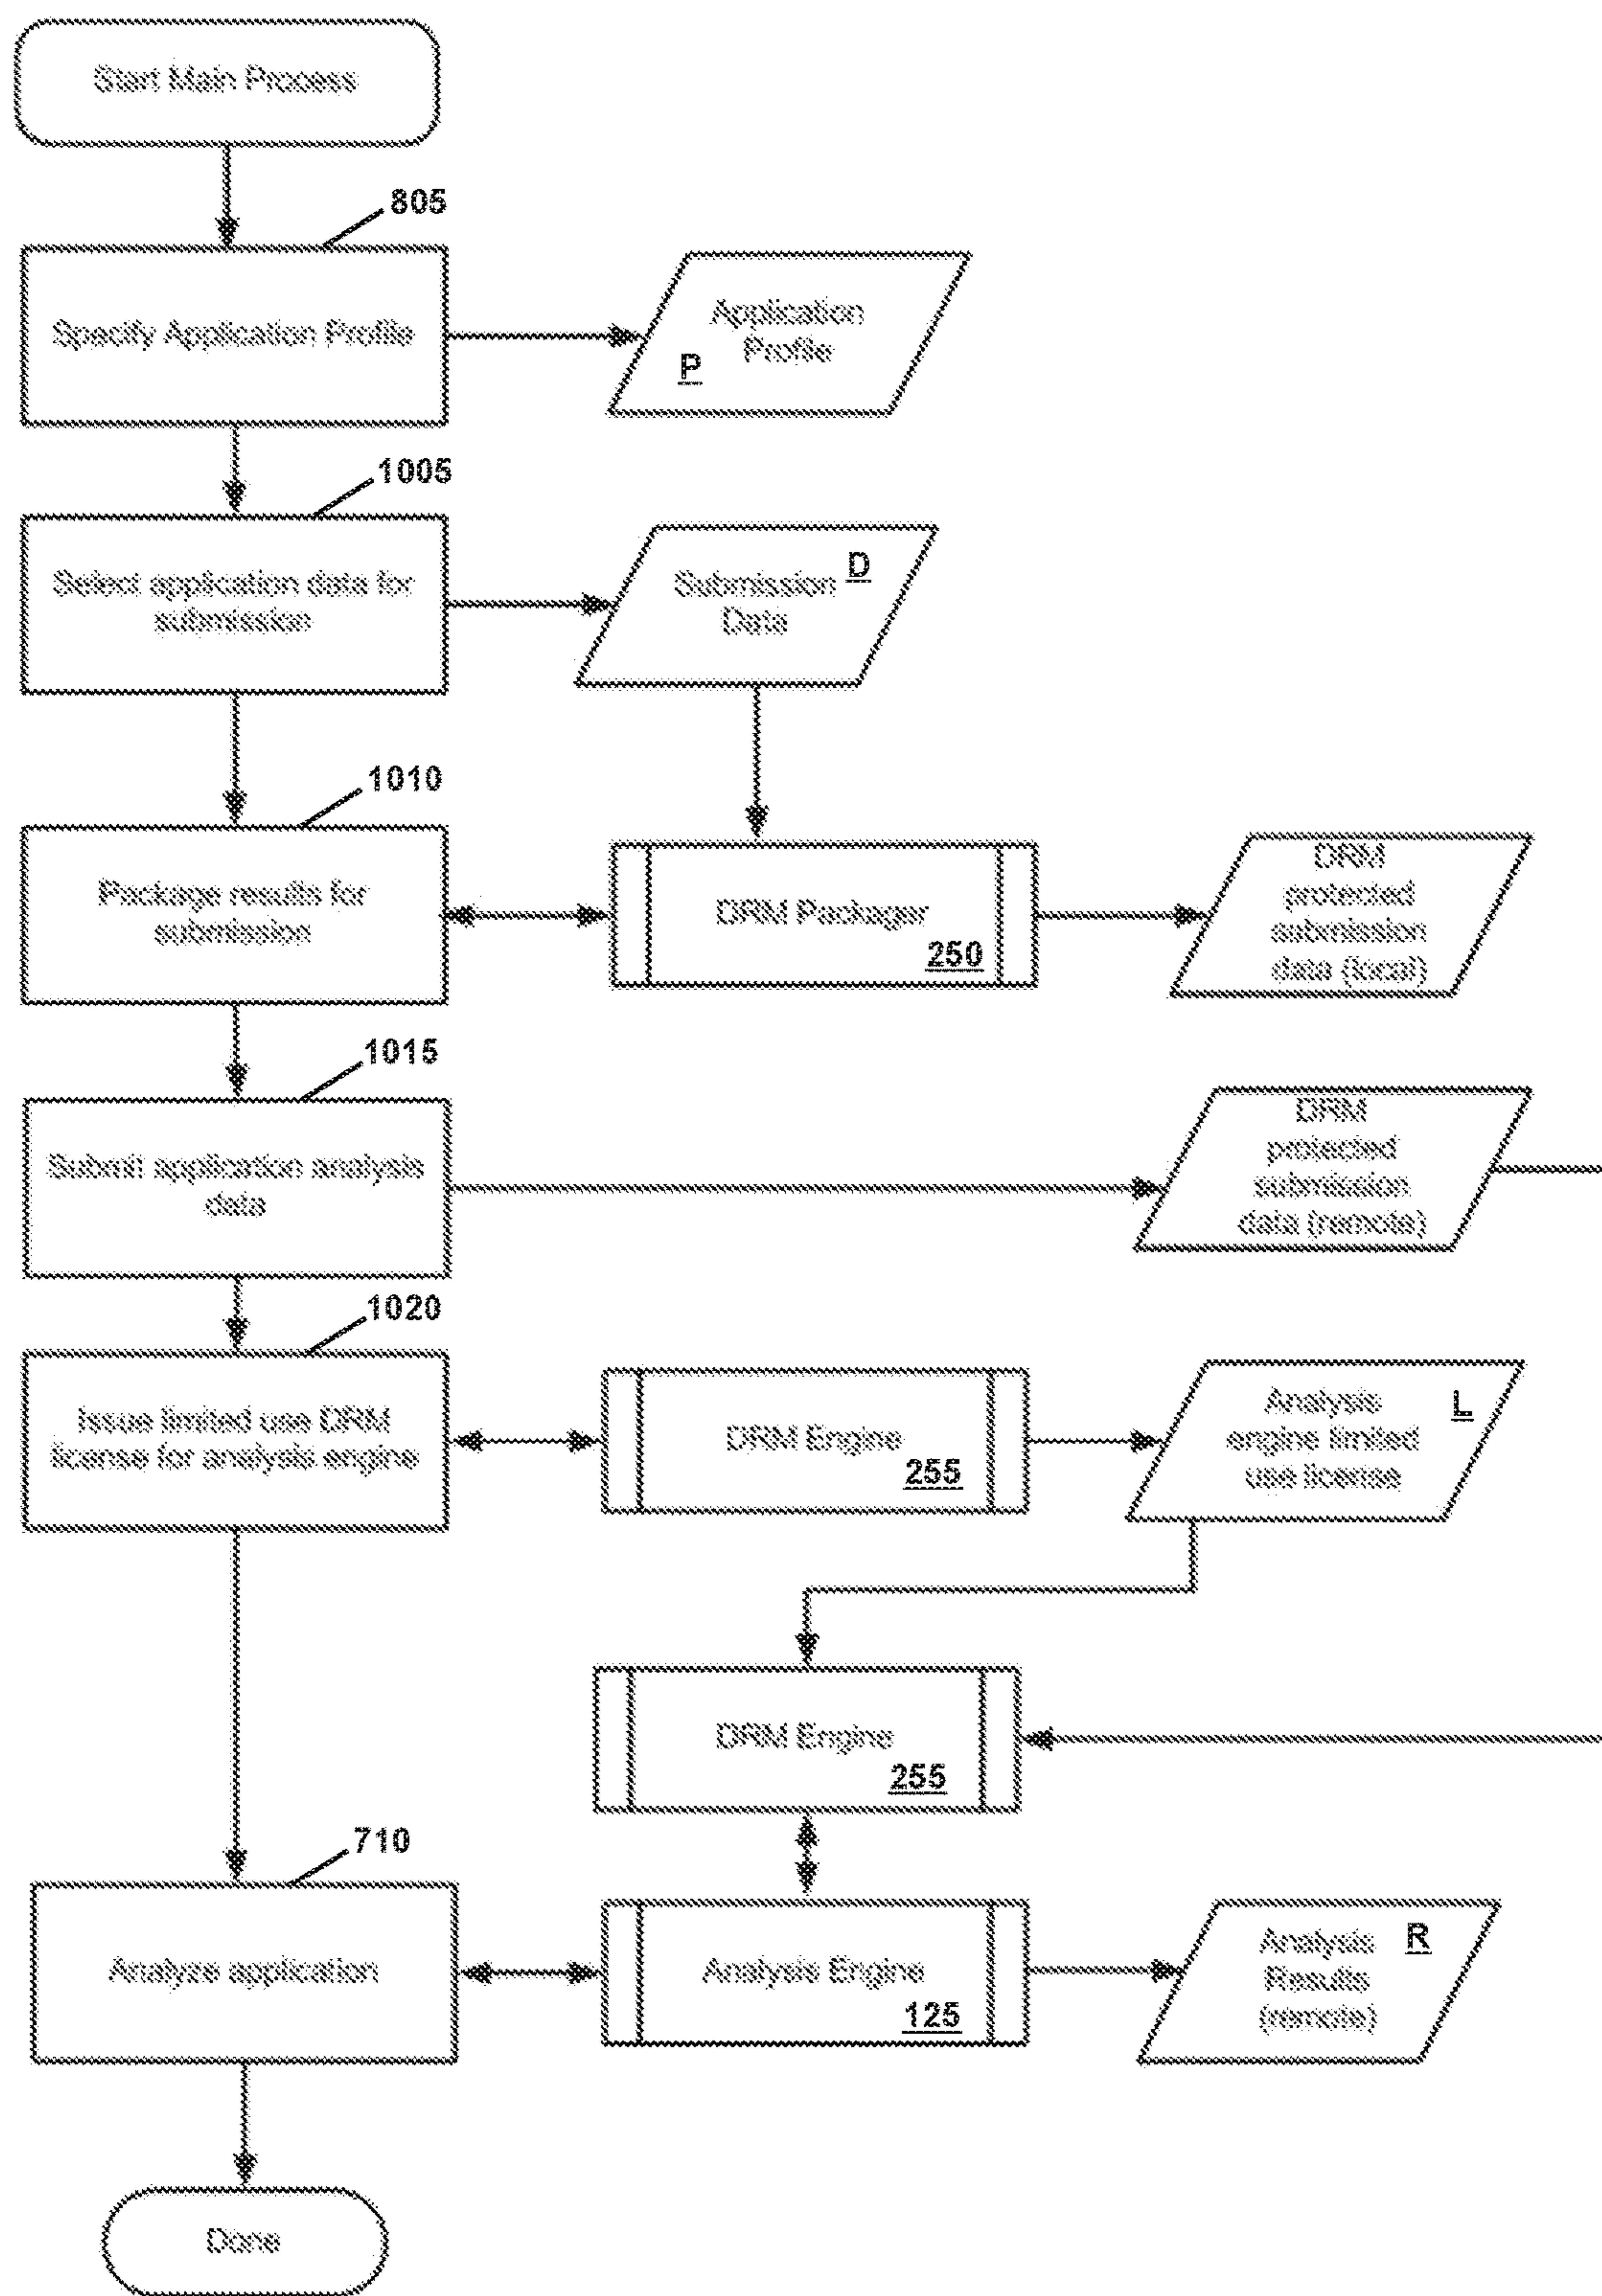 Start Main Process
805
Specify Application Profile
Application
Profile
P
1005
Select application data for
submission
D
Submission
Data
1010
Package results for
submission
DRM Packager
250
DRM
protected
submission
data (local)
1015
Submit application analysis
data
DRM
protected
submission
data (remote)
1020
Issue limited use DRM
license for analysis engine
DRM Engine
255
L
Analysis
engine limited
use license
DRM Engine
255
710
Analyze application
Analysis Engine
125
R
Analysis
Results
(remote)
Done